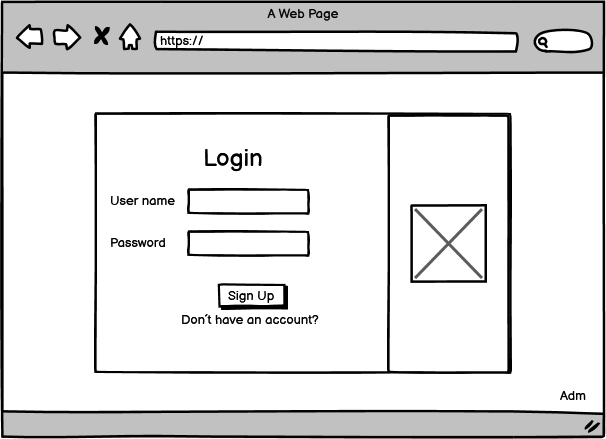 A Web Page
https://
Login
User name
Password
Sign Up
Don´t have an account?
Adm